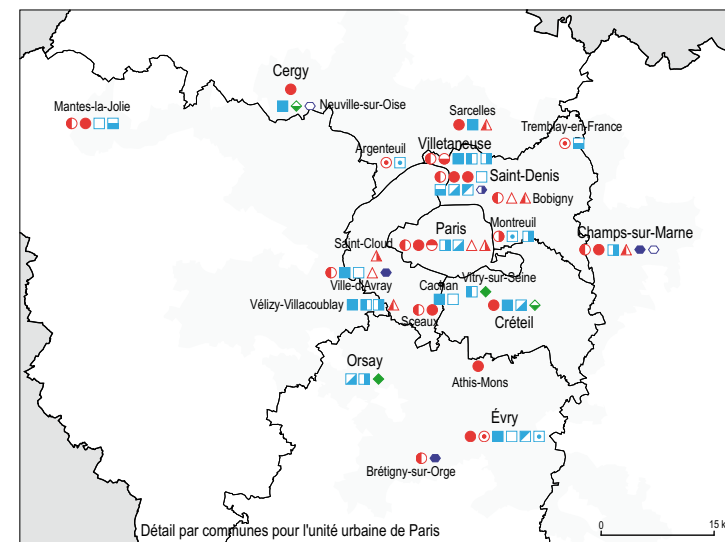 Cergy
Neuville-sur-Oise
Mantes-la-Jolie
Sarcelles
Tremblay-en-France
Argenteuil
Villetaneuse
Saint-Denis
Bobigny
Montreuil
Paris
Champs-sur-Marne
Saint-Cloud
Ville-d'Avray
Cachan
Vitry-sur-Seine
Vélizy-Villacoublay
Sceaux
Créteil
Orsay
Athis-Mons
Évry
Brétigny-sur-Orge
Détail par communes pour l'unité urbaine de Paris
0 15 k